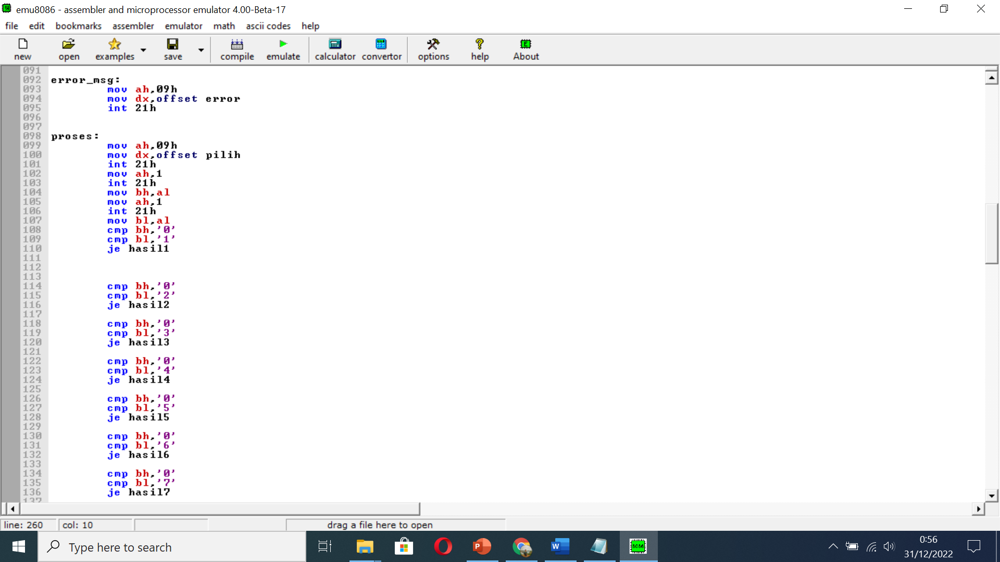 emu8086 - assembler and microprocessor emulator 4.00-Beta-17
file edit bookmarks assembler emulator math ascii codes help
new open examples save compile emulate calculator convertor options help About
091
092 error_msg:
093 mov ah,09h
094 mov dx,offset error
095 int 21h
096
097
098 proses:
099 mov ah,09h
100 mov dx,offset pilih
101 int 21h
102 mov ah,1
103 int 21h
104 mov bh,al
105 mov ah,1
106 int 21h
107 mov bl,al
108 cmp bh,'0'
109 cmp bl,'1'
110 je hasil1
111
112
113
114 cmp bh,'0'
115 cmp bl,'2'
116 je hasil2
117
118 cmp bh,'0'
119 cmp bl,'3'
120 je hasil3
121
122 cmp bh,'0'
123 cmp bl,'4'
124 je hasil4
125
126 cmp bh,'0'
127 cmp bl,'5'
128 je hasil5
129
130 cmp bh,'0'
131 cmp bl,'6'
132 je hasil6
133
134 cmp bh,'0'
135 cmp bl,'7'
136 je hasil7
137
line: 260 col: 10 drag a file here to open
Type here to search
P
W
8086
0:56
31/12/2022